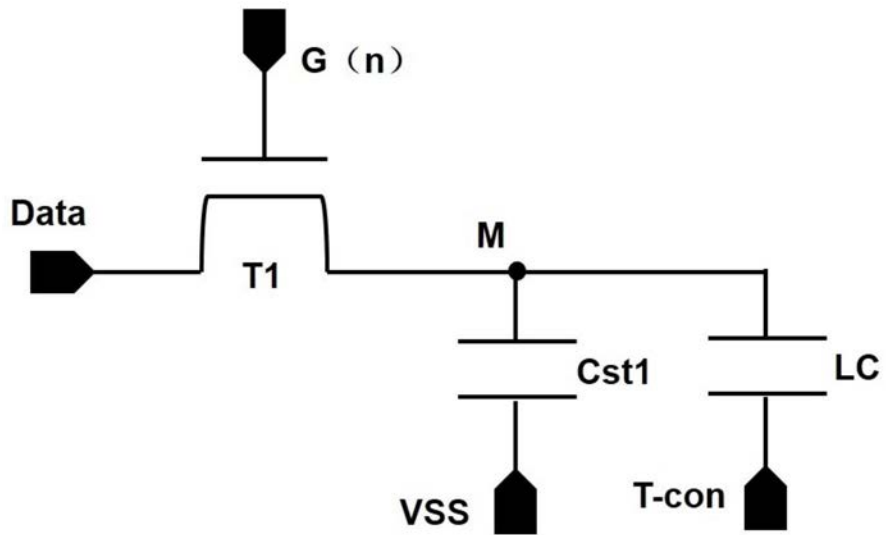 G（n）
Data
T1
M
Cst1
LC
VSS
T-con